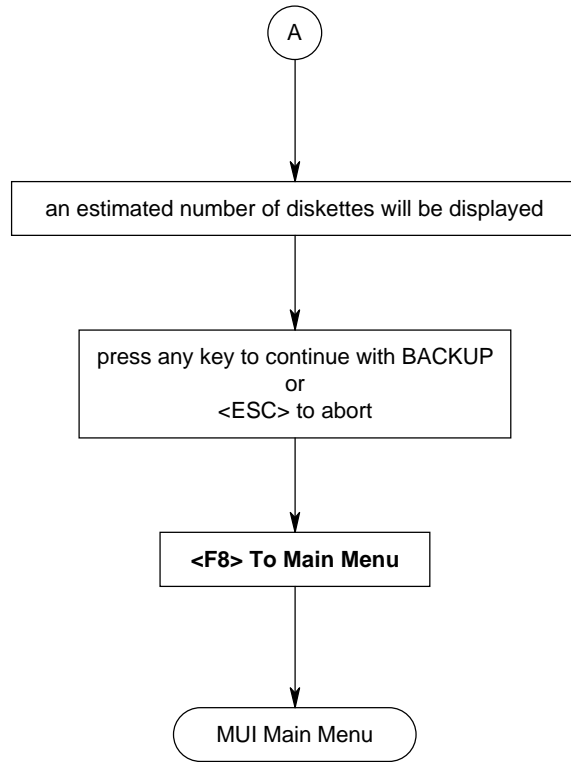 A
an estimated number of diskettes will be displayed
press any key to continue with BACKUP
or
<ESC> to abort
<F8> To Main Menu
MUI Main Menu